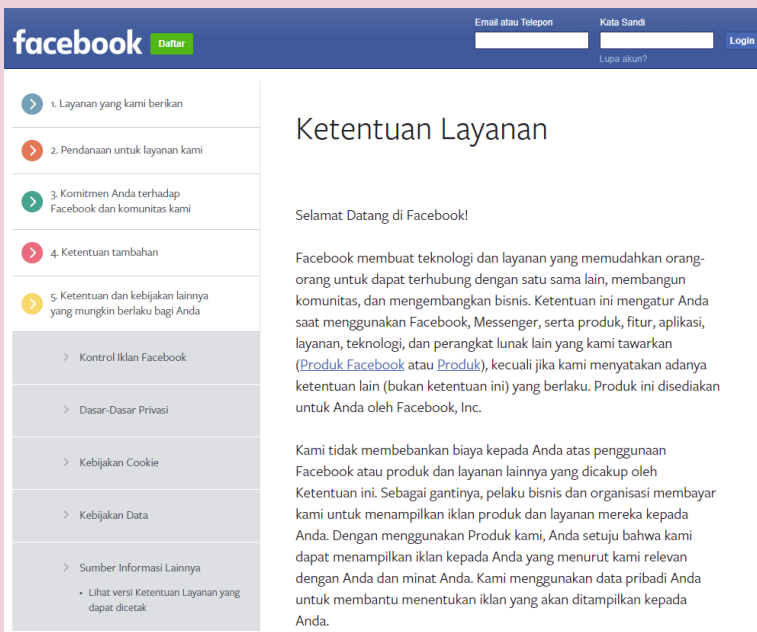 facebook
Daftar
Email atau Telepon
Kata Sandi
Login
Lupa akun?
1. Layanan yang kami berikan
2. Pendanaan untuk layanan kami
3. Komitmen Anda terhadap
Facebook dan komunitas kami
4. Ketentuan tambahan
5. Ketentuan dan kebijakan lainnya
yang mungkin berlaku bagi Anda
Kontrol Iklan Facebook
Dasar-Dasar Privasi
Kebijakan Cookie
Kebijakan Data
Sumber Informasi Lainnya
• Lihat versi Ketentuan Layanan yang
dapat dicetak
Ketentuan Layanan
Selamat Datang di Facebook!
Facebook membuat teknologi dan layanan yang memudahkan orang-
orang untuk dapat terhubung dengan satu sama lain, membangun
komunitas, dan mengembangkan bisnis. Ketentuan ini mengatur Anda
saat menggunakan Facebook, Messenger, serta produk, fitur, aplikasi,
layanan, teknologi, dan perangkat lunak lain yang kami tawarkan
(Produk Facebook atau Produk), kecuali jika kami menyatakan adanya
ketentuan lain (bukan ketentuan ini) yang berlaku. Produk ini disediakan
untuk Anda oleh Facebook, Inc.
Kami tidak membebankan biaya kepada Anda atas penggunaan
Facebook atau produk dan layanan lainnya yang dicakup oleh
Ketentuan ini. Sebagai gantinya, pelaku bisnis dan organisasi membayar
kami untuk menampilkan iklan produk dan layanan mereka kepada
Anda. Dengan menggunakan Produk kami, Anda setuju bahwa kami
dapat menampilkan iklan kepada Anda yang menurut kami relevan
dengan Anda dan minat Anda. Kami menggunakan data pribadi Anda
untuk membantu menentukan iklan yang akan ditampilkan kepada
Anda.